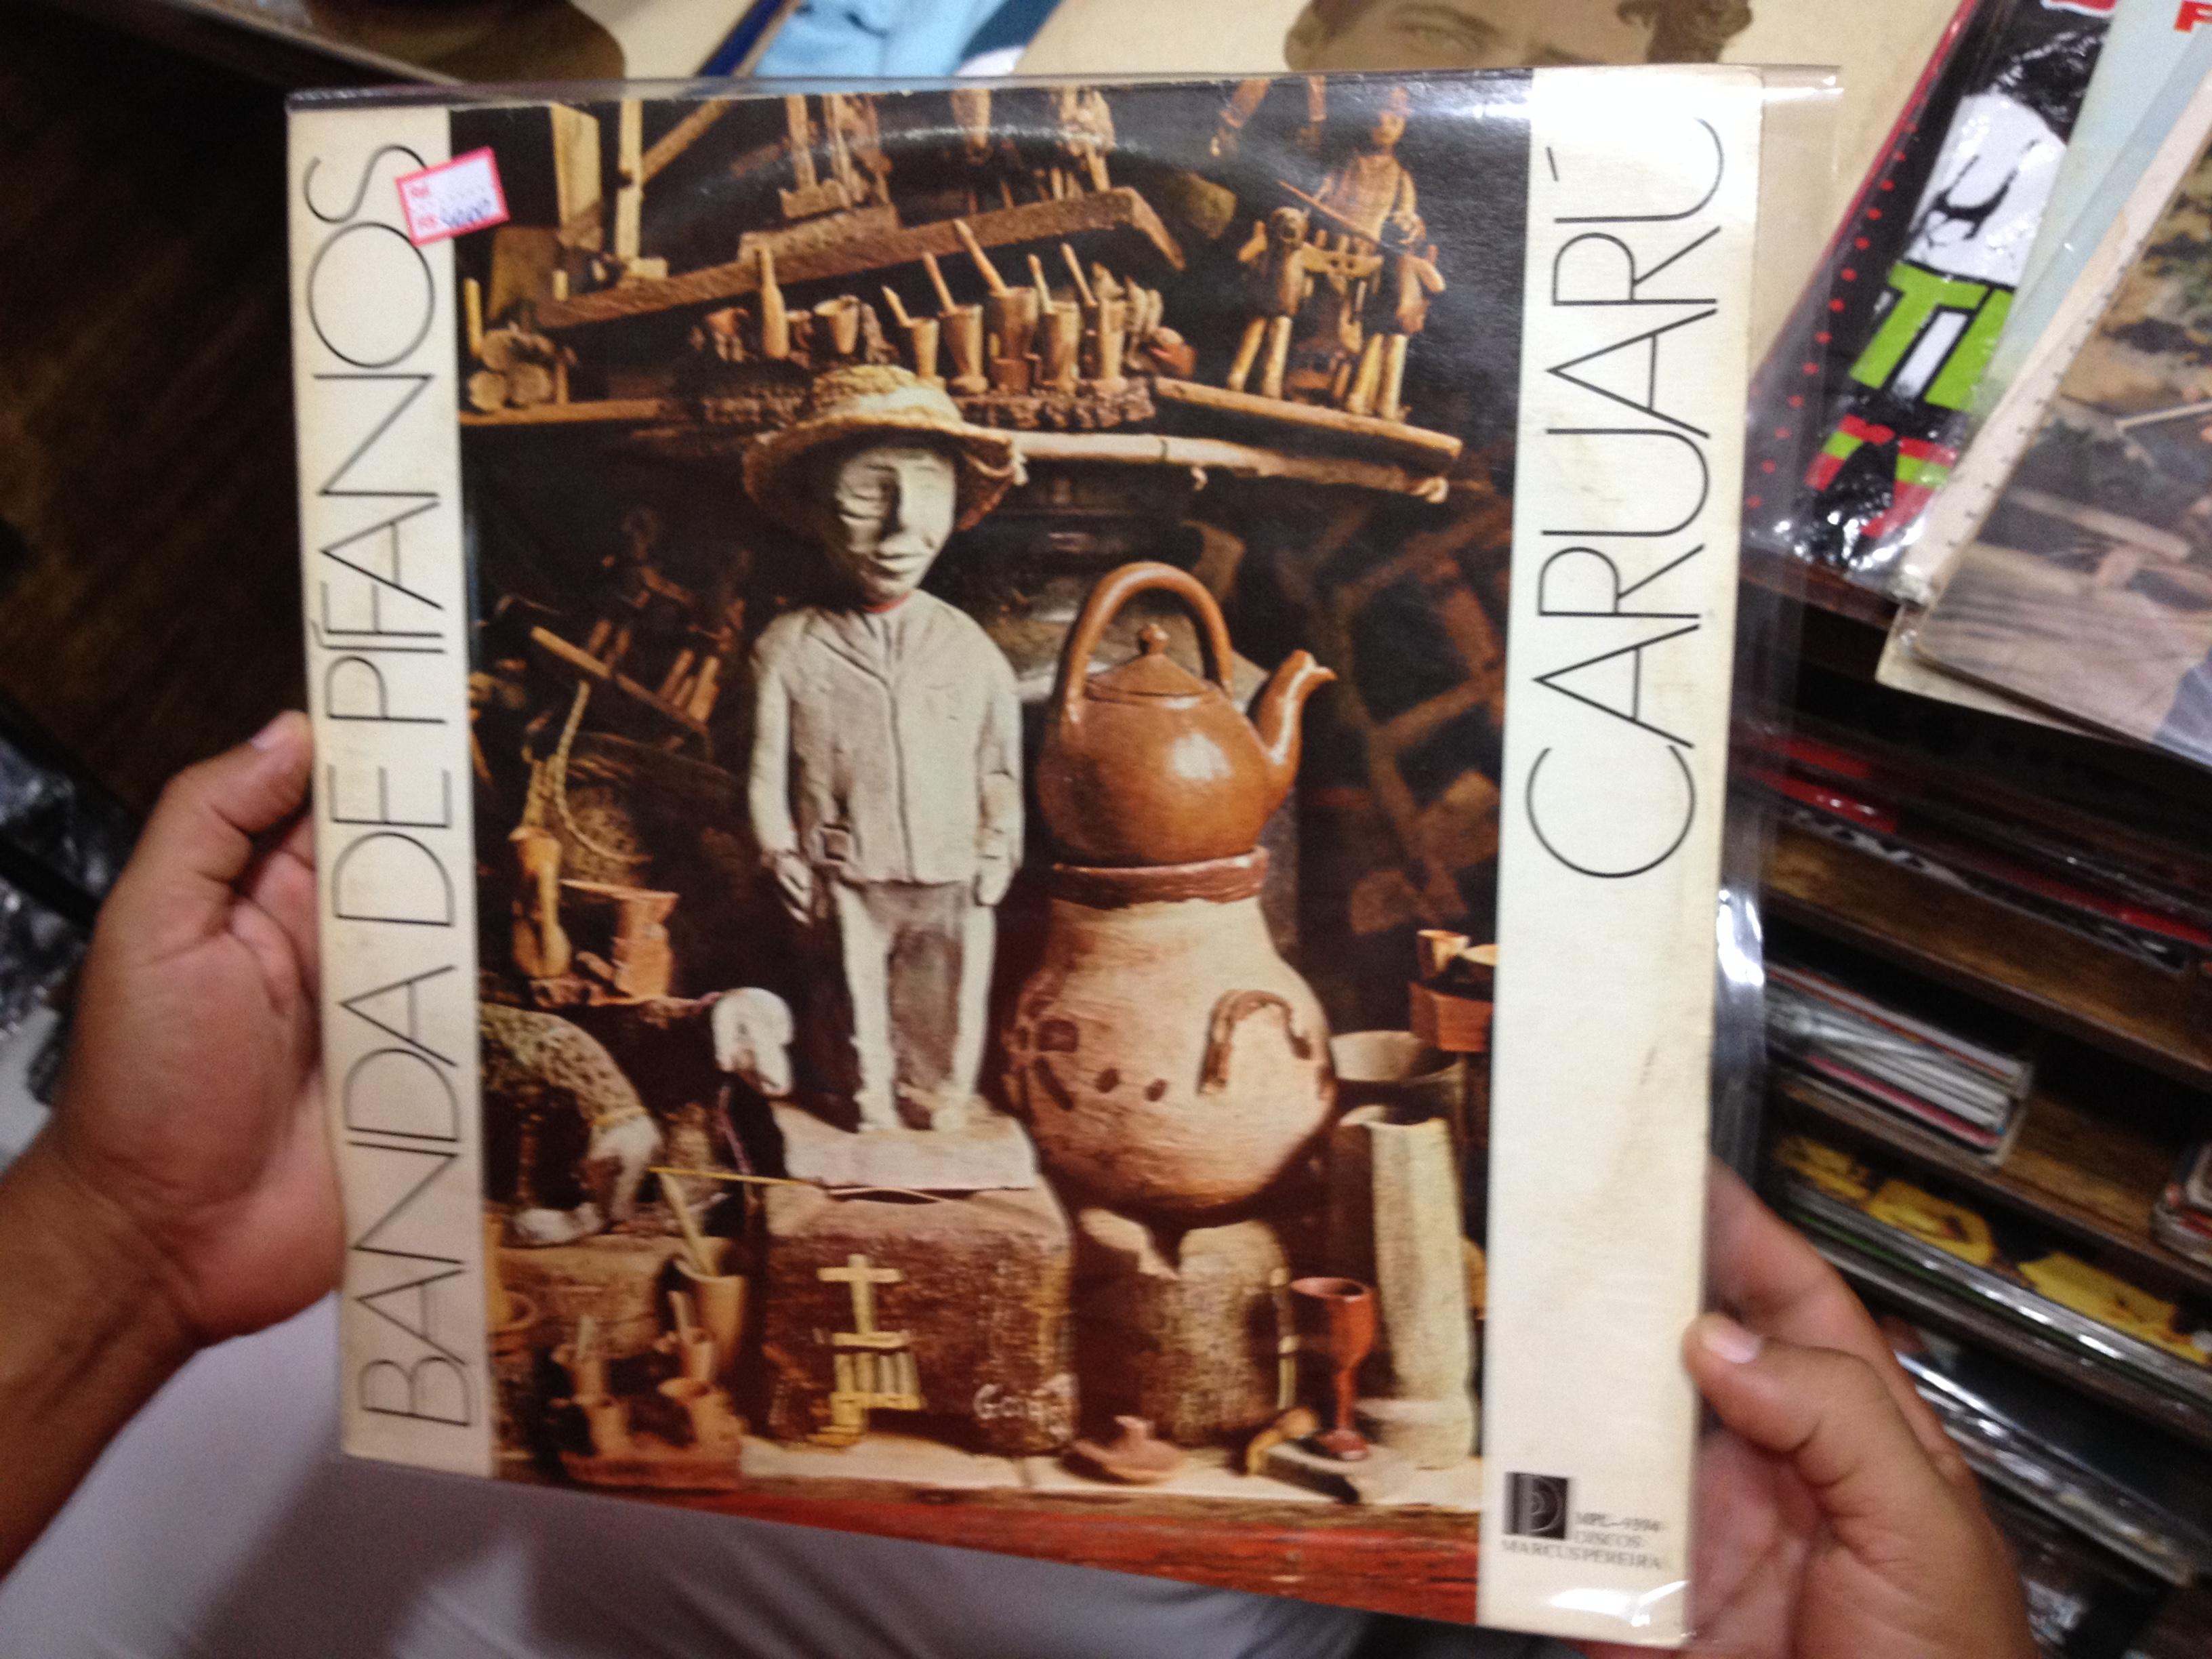 BANDA DE PÍFANOS
CARUARÚ
R$
R$
DISCOS
MARCUS PEREIRA